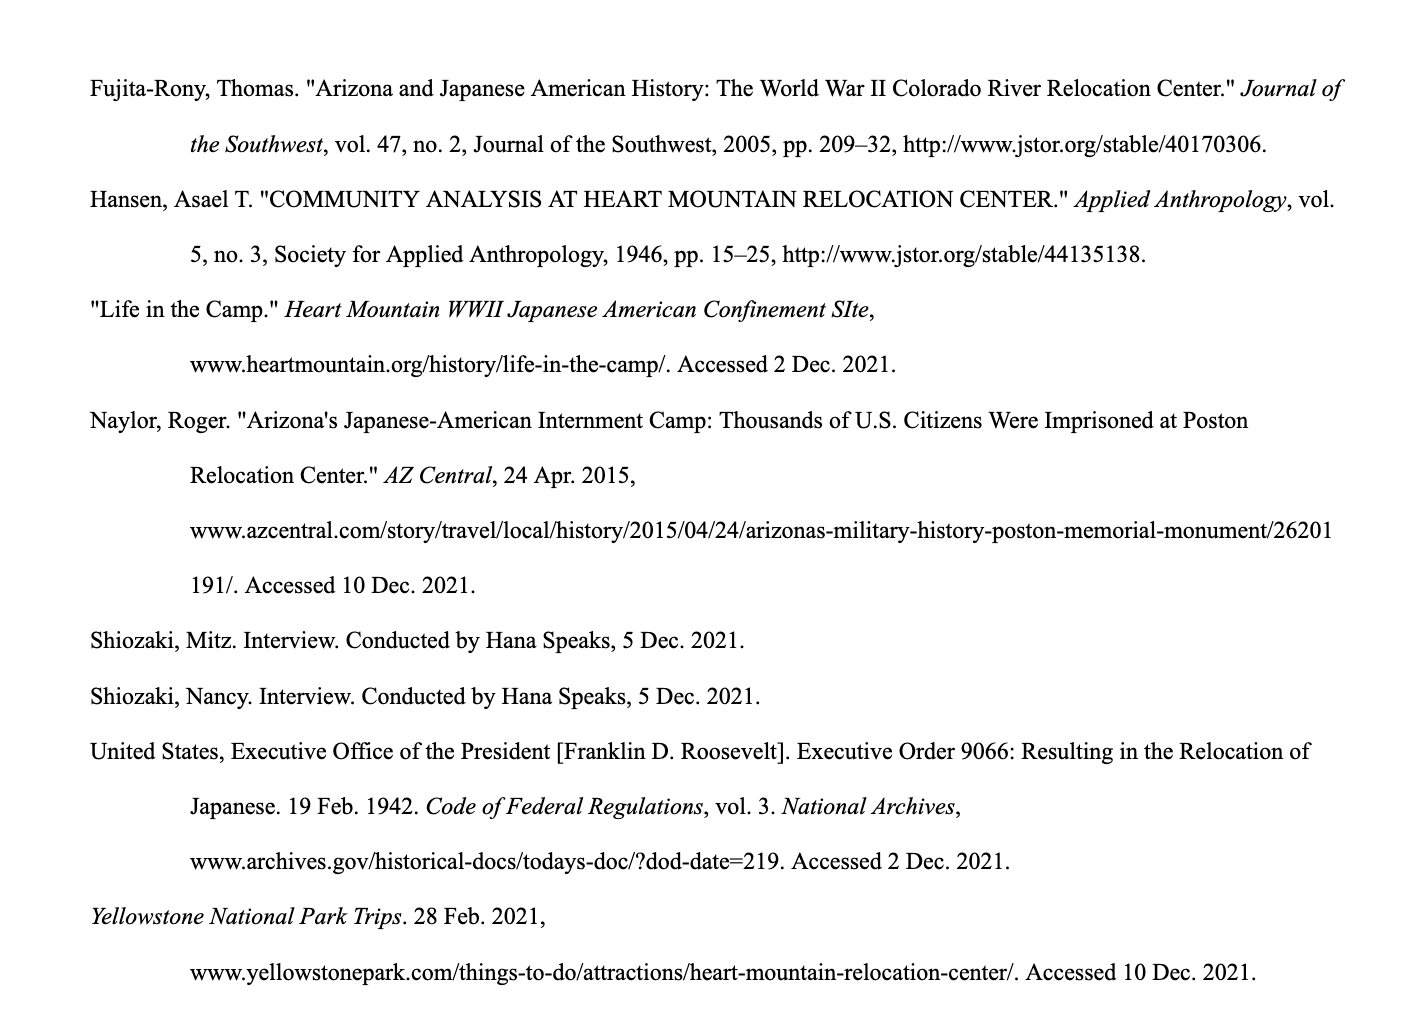 Fujita-Rony, Thomas. "Arizona and Japanese American History: The World War II Colorado River Relocation Center." Journal of
the Southwest, vol. 47, no. 2, Journal of the Southwest, 2005, pp. 209–32, http://www.jstor.org/stable/40170306.
Hansen, Asael T. "COMMUNITY ANALYSIS AT HEART MOUNTAIN RELOCATION CENTER." Applied Anthropology, vol.
5, no. 3, Society for Applied Anthropology, 1946, pp. 15–25, http://www.jstor.org/stable/44135138.
"Life in the Camp." Heart Mountain WWII Japanese American Confinement SIte,
www.heartmountain.org/history/life-in-the-camp/. Accessed 2 Dec. 2021.
Naylor, Roger. "Arizona's Japanese-American Internment Camp: Thousands of U.S. Citizens Were Imprisoned at Poston
Relocation Center." AZ Central, 24 Apr. 2015,
www.azcentral.com/story/travel/local/history/2015/04/24/arizonas-military-history-poston-memorial-monument/26201
191/. Accessed 10 Dec. 2021.
Shiozaki, Mitz. Interview. Conducted by Hana Speaks, 5 Dec. 2021.
Shiozaki, Nancy. Interview. Conducted by Hana Speaks, 5 Dec. 2021.
United States, Executive Office of the President [Franklin D. Roosevelt]. Executive Order 9066: Resulting in the Relocation of
Japanese. 19 Feb. 1942. Code of Federal Regulations, vol. 3. National Archives,
www.archives.gov/historical-docs/todays-doc/?dod-date=219. Accessed 2 Dec. 2021.
Yellowstone National Park Trips. 28 Feb. 2021,
www.yellowstonepark.com/things-to-do/attractions/heart-mountain-relocation-center/. Accessed 10 Dec. 2021.